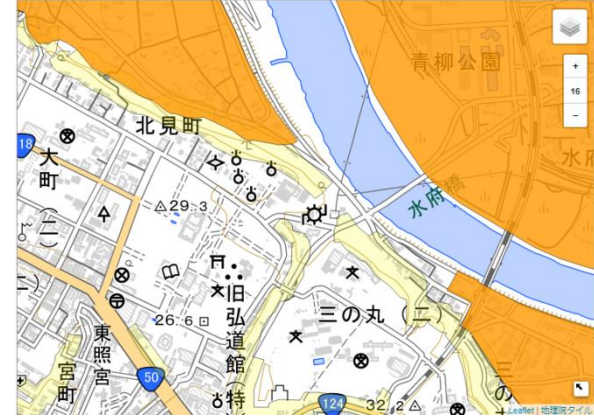 青柳公園
+
16
−
北見町
18
大町(二)
水府橋
水府
29.3
26.6
旧弘道館(特
三の丸(二)
東照宮
宮町
50
124
32.2
三の
Leaflet | 地理院タイル